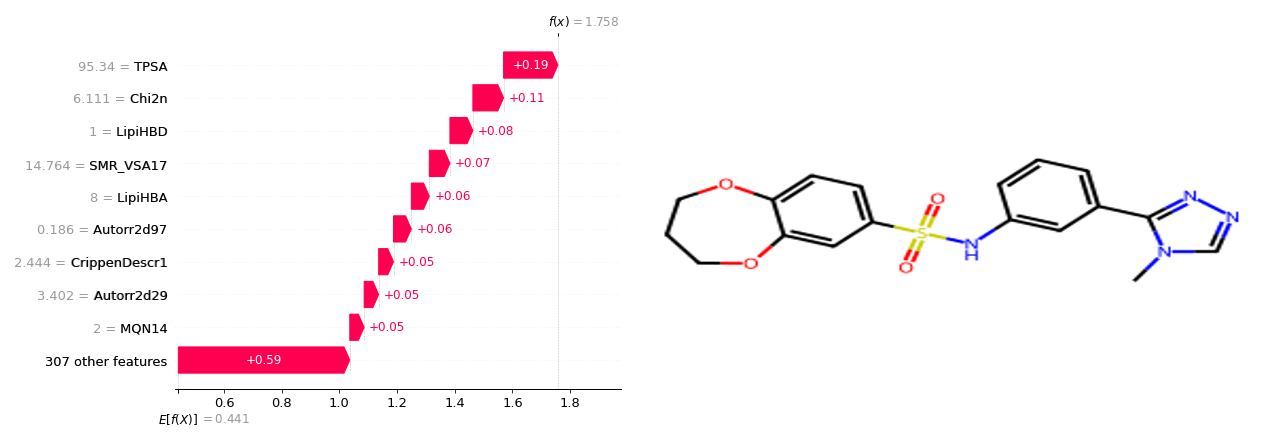 f(x) = 1.758
95.34 = TPSA
+0.19
6.111 = Chi2n
+0.11
1 = LipiHBD
+0.08
14.764 = SMR_VSA17
+0.07
8 = LipiHBA
+0.06
0.186 = Autorr2d97
+0.06
2.444 = CrippenDescr1
+0.05
3.402 = Autorr2d29
+0.05
2 = MQN14
+0.05
307 other features
+0.59
0.6 0.8 1.0 1.2 1.4 1.6 1.8
E[f(X)] = 0.441
O
O
O
S
O
N
H
N
N
N